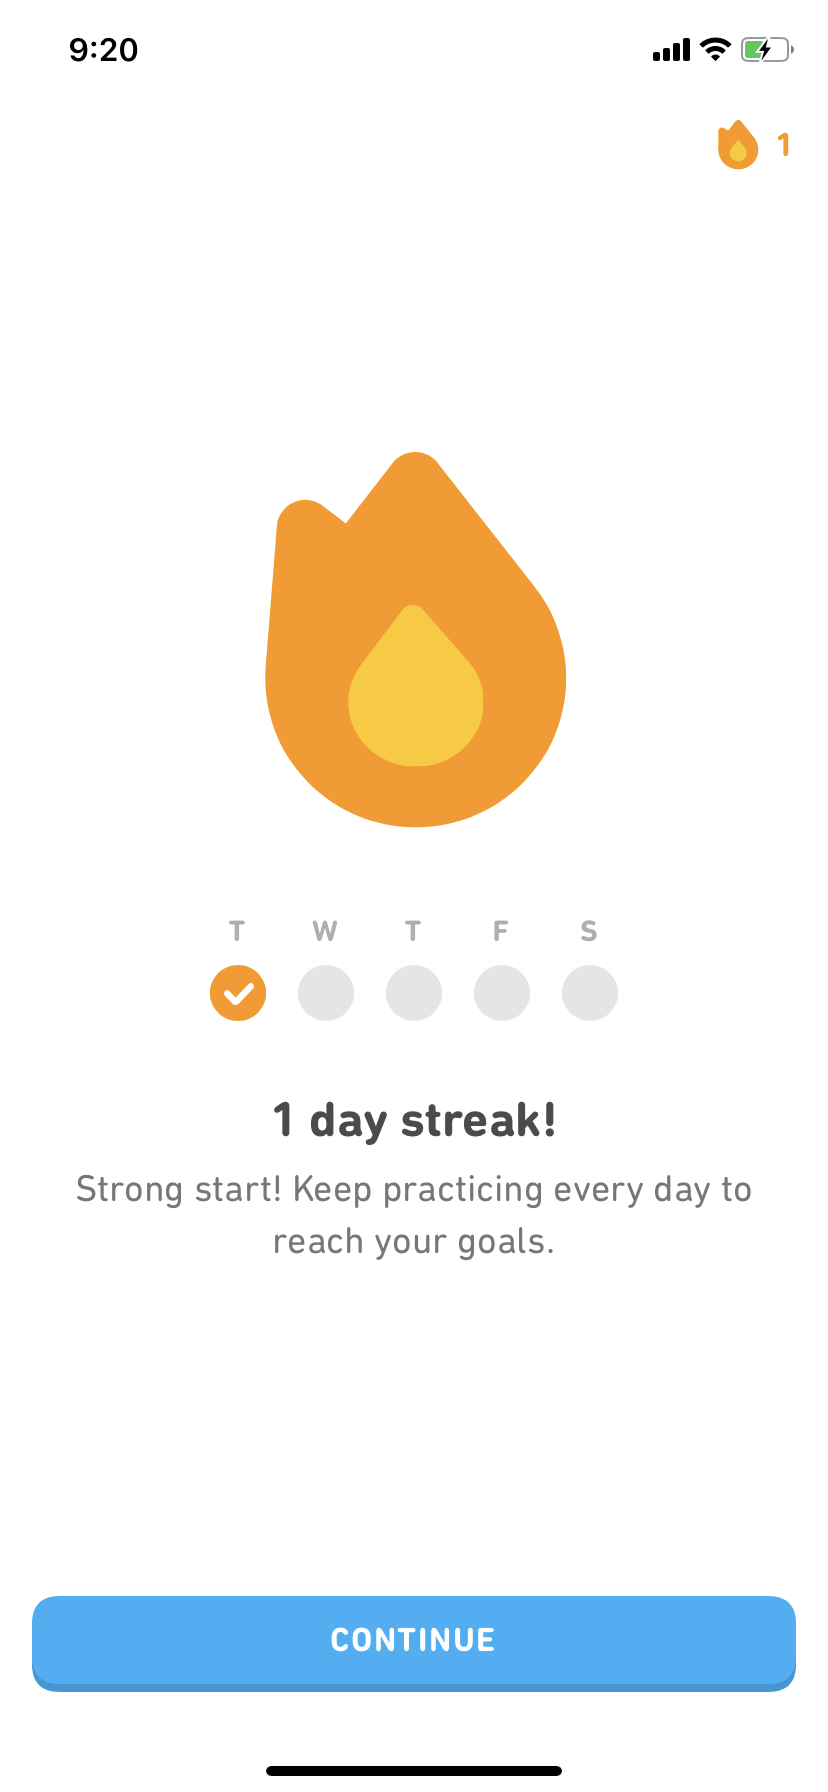 9:20
1
T W T F S
1 day streak!
Strong start! Keep practicing every day to
reach your goals.
CONTINUE